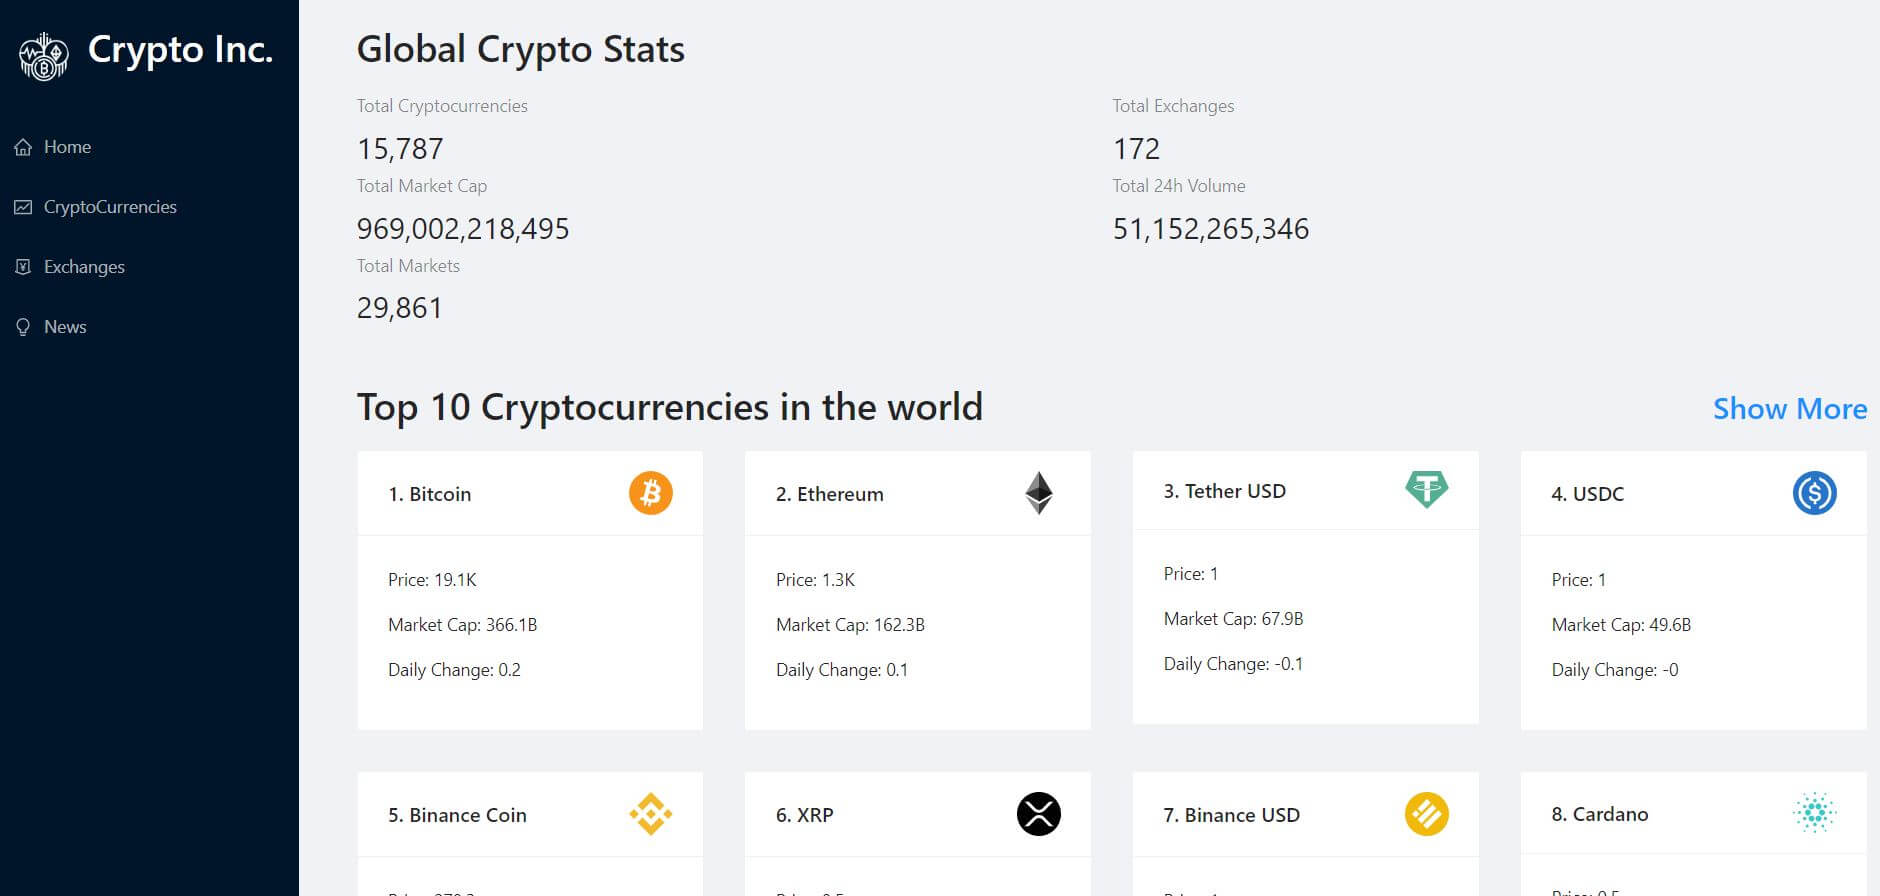 Crypto Inc.
Home
CryptoCurrencies
Exchanges
News
Global Crypto Stats
Total Cryptocurrencies
15,787
Total Exchanges
172
Total Market Cap
969,002,218,495
Total 24h Volume
51,152,265,346
Total Markets
29,861
Top 10 Cryptocurrencies in the world
Show More
1. Bitcoin
Price: 19.1K
Market Cap: 366.1B
Daily Change: 0.2
2. Ethereum
Price: 1.3K
Market Cap: 162.3B
Daily Change: 0.1
3. Tether USD
Price: 1
Market Cap: 67.9B
Daily Change: -0.1
4. USDC
Price: 1
Market Cap: 49.6B
Daily Change: -0
5. Binance Coin
6. XRP
7. Binance USD
8. Cardano